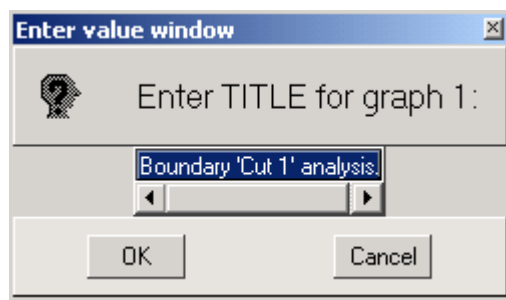 Enter value window
Enter TITLE for graph 1:
Boundary 'Cut 1' analysis.
OK
Cancel